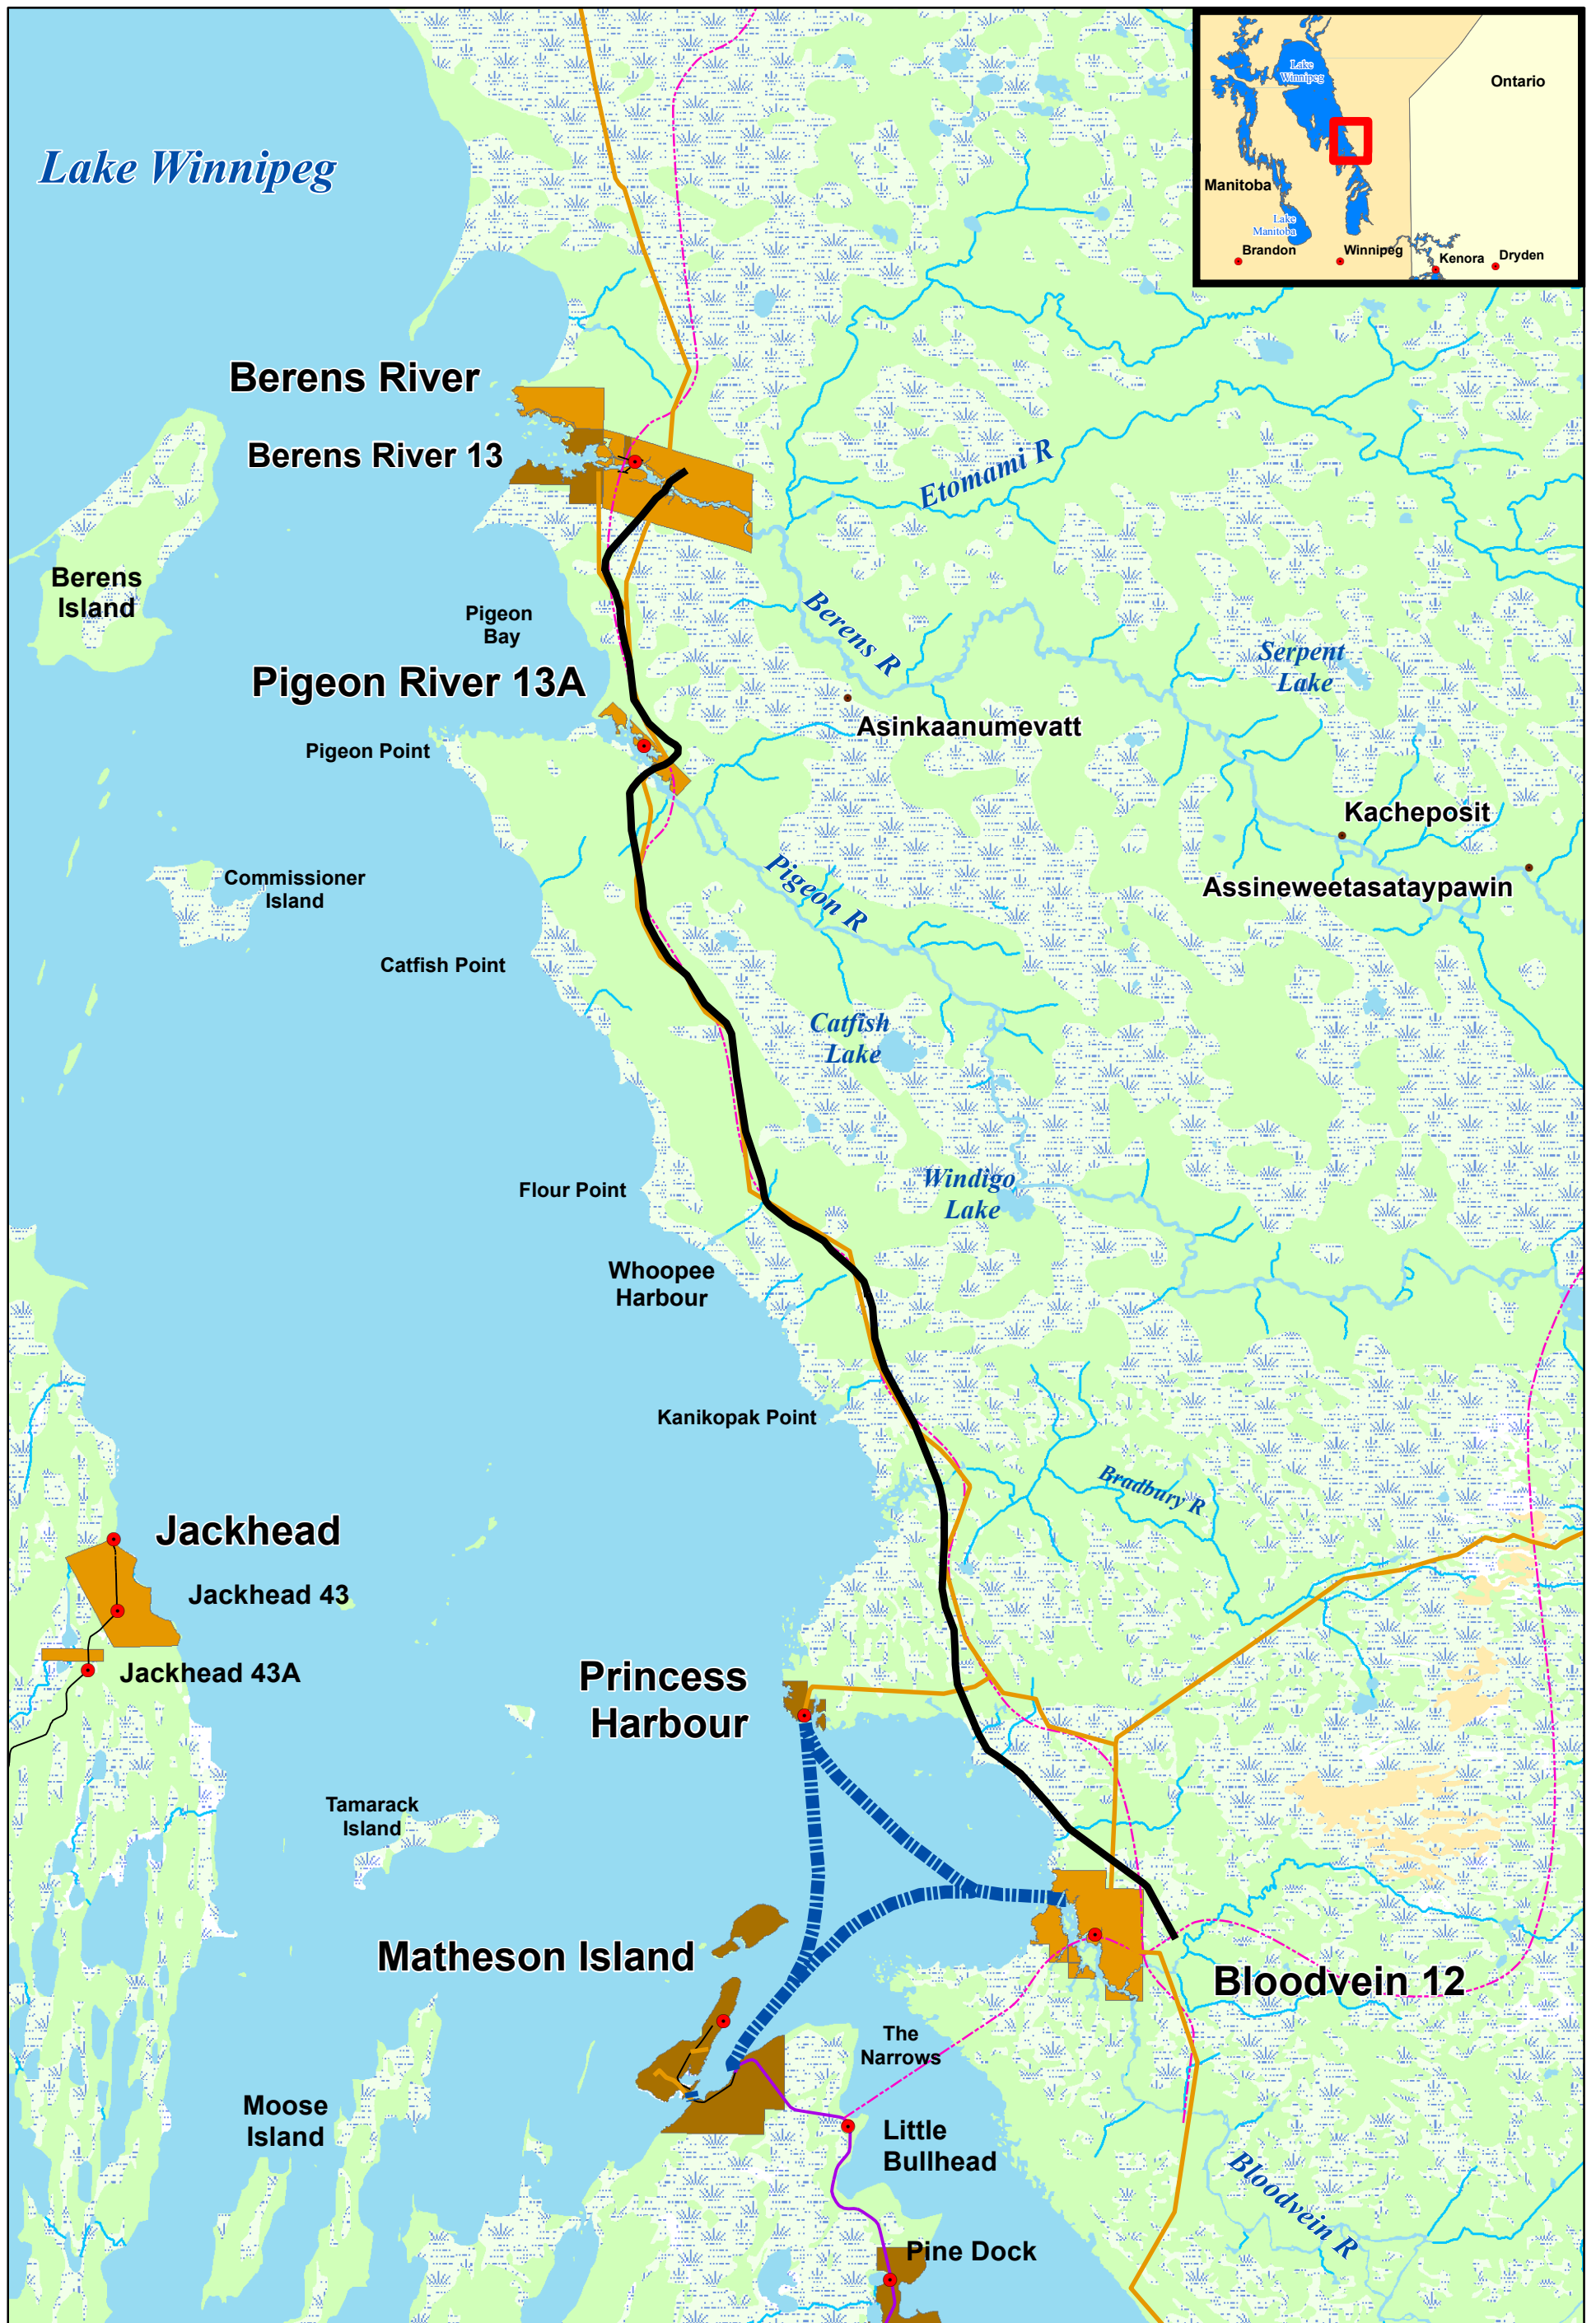 Lake Winnipeg
Lake
Winnipeg
Ontario
Manitoba
Lake
Manitoba
Brandon
Winnipeg
Kenora
Dryden
Berens River
Berens River 13
Etomami R
Berens
Island
Pigeon
Bay
Berens R
Serpent
Lake
Pigeon River 13A
Asinkaanumevatt
Pigeon Point
Kacheposit
Pigeon R
Commissioner
Island
Assineweetasataypawin
Catfish Point
Catfish
Lake
Flour Point
Windigo
Lake
Whoopee
Harbour
Kanikopak Point
Bradbury R
Jackhead
Jackhead 43
Jackhead 43A
Princess
Harbour
Tamarack
Island
Matheson Island
Bloodvein 12
The
Narrows
Moose
Island
Little
Bullhead
Bloodvein R
Pine Dock